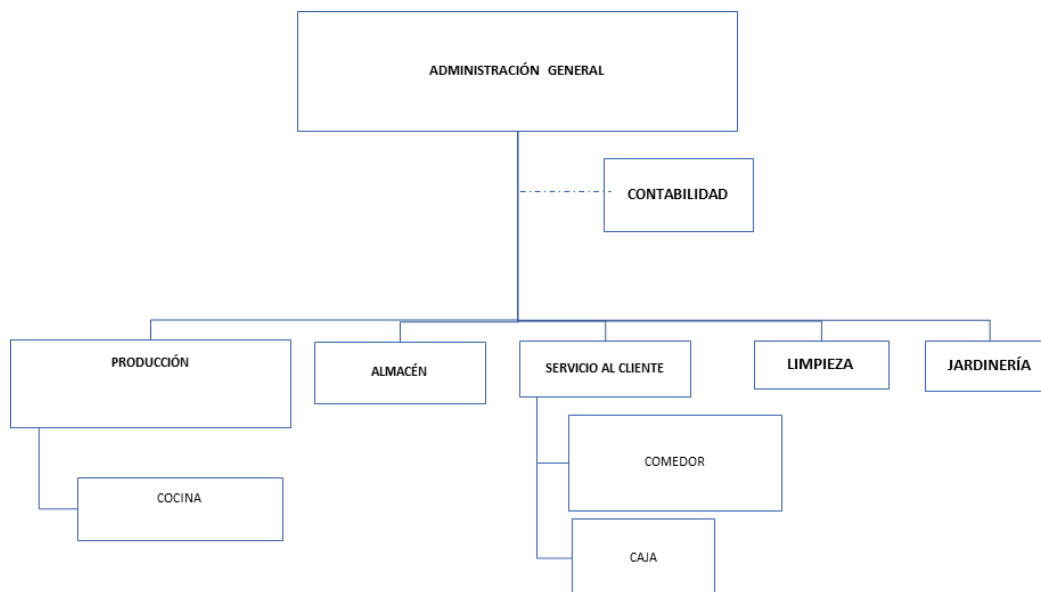 ADMINISTRACIÓN GENERAL
CONTABILIDAD
PRODUCCIÓN
ALMACÉN
SERVICIO AL CLIENTE
LIMPIEZA
JARDINERÍA
COCINA
COMEDOR
CAJA